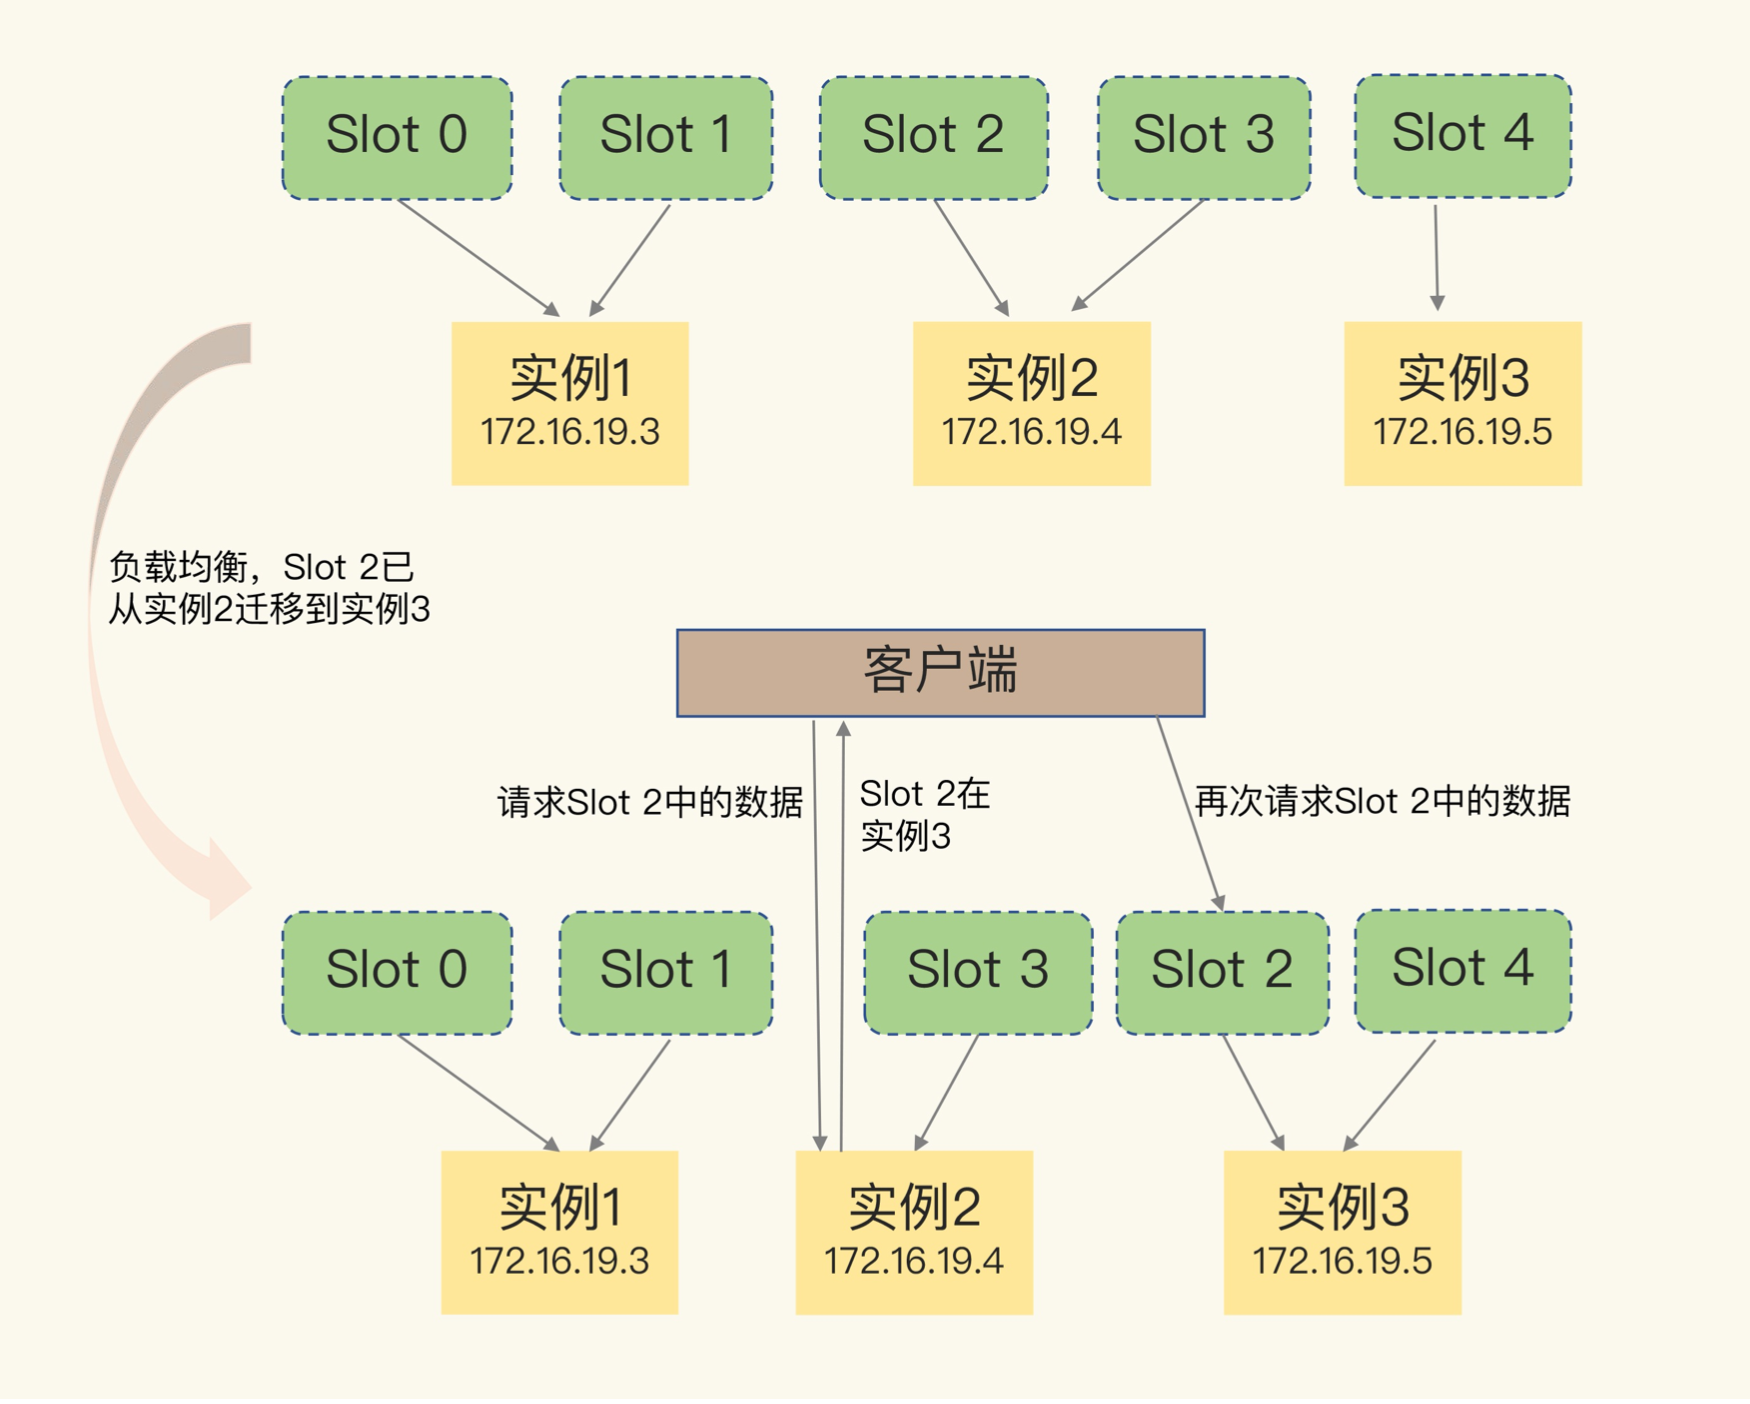 Slot 0
Slot 1
Slot 2
Slot 3
Slot 4
实例1
172.16.19.3
实例2
172.16.19.4
实例3
172.16.19.5
负载均衡，Slot 2已
从实例2迁移到实例3
客户端
请求Slot 2中的数据
Slot 2在
实例3
再次请求Slot 2中的数据
Slot 0
Slot 1
Slot 3
Slot 2
Slot 4
实例1
172.16.19.3
实例2
172.16.19.4
实例3
172.16.19.5